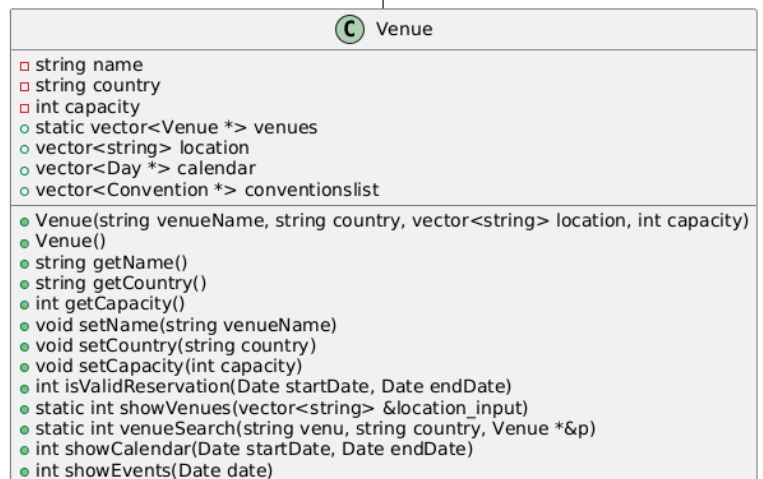 C Venue
string name
string country
int capacity
static vector<Venue *> venues
vector<string> location
vector<Day *> calendar
vector<Convention *> conventionslist
Venue(string venueName, string country, vector<string> location, int capacity)
Venue()
string getName()
string getCountry()
int getCapacity()
void setName(string venueName)
void setCountry(string country)
void setCapacity(int capacity)
int isValidReservation(Date startDate, Date endDate)
static int showVenues(vector<string> &location_input)
static int venueSearch(string venu, string country, Venue *&p)
int showCalendar(Date startDate, Date endDate)
int showEvents(Date date)